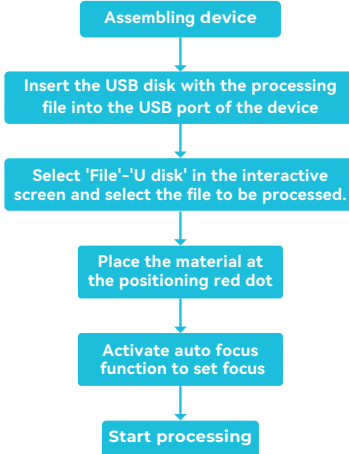 Assembling device
Insert the USB disk with the processing
file into the USB port of the device
Select 'File'-'U disk' in the interactive
screen and select the file to be processed.
Place the material at
the positioning red dot
Activate auto focus
function to set focus
Start processing